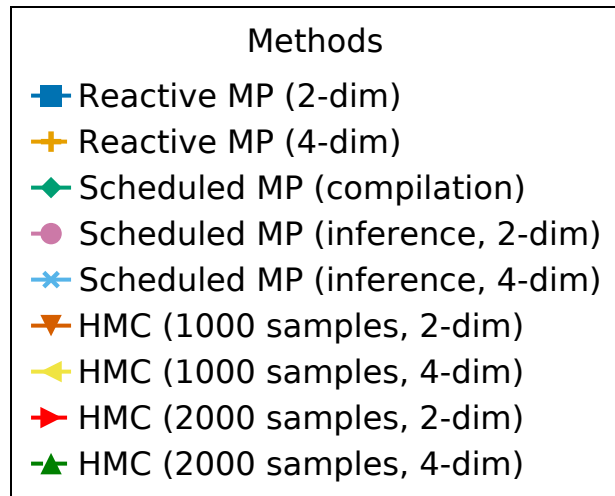 Methods
Reactive MP (2-dim)
Reactive MP (4-dim)
Scheduled MP (compilation)
Scheduled MP (inference, 2-dim)
Scheduled MP (inference, 4-dim)
HMC (1000 samples, 2-dim)
HMC (1000 samples, 4-dim)
HMC (2000 samples, 2-dim)
HMC (2000 samples, 4-dim)